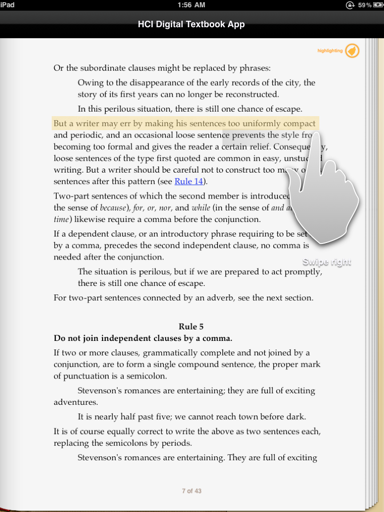 iPad
1:56 AM
59%
HCI Digital Textbook App
highlighting
Or the subordinate clauses might be replaced by phrases:
Owing to the disappearance of the early records of the city, the
story of its first years can no longer be reconstructed.
In this perilous situation, there is still one chance of escape.
But a writer may err by making his sentences too uniformly compact
and periodic, and an occasional loose sentence prevents the style fro
becoming too formal and gives the reader a certain relief. Consequ y,
loose sentences of the type first quoted are common in easy, unstu d
writing. But a writer should be careful not to construct too m y o
sentences after this pattern (see Rule 14).
Two-part sentences of which the second member is introduce
the sense of because), for, or, nor, and while (in the sense of and a
time) likewise require a comma before the conjunction.
If a dependent clause, or an introductory phrase requiring to be set
by a comma, precedes the second independent clause, no comma is
needed after the conjunction.
The situation is perilous, but if we are prepared to act promptly,
there is still one chance of escape.
Swipe right
For two-part sentences connected by an adverb, see the next section.
Rule 5
Do not join independent clauses by a comma.
If two or more clauses, grammatically complete and not joined by a
conjunction, are to form a single compound sentence, the proper mark
of punctuation is a semicolon.
Stevenson's romances are entertaining; they are full of exciting
adventures.
It is nearly half past five; we cannot reach town before dark.
It is of course equally correct to write the above as two sentences each,
replacing the semicolons by periods.
Stevenson's romances are entertaining. They are full of exciting
7 of 43